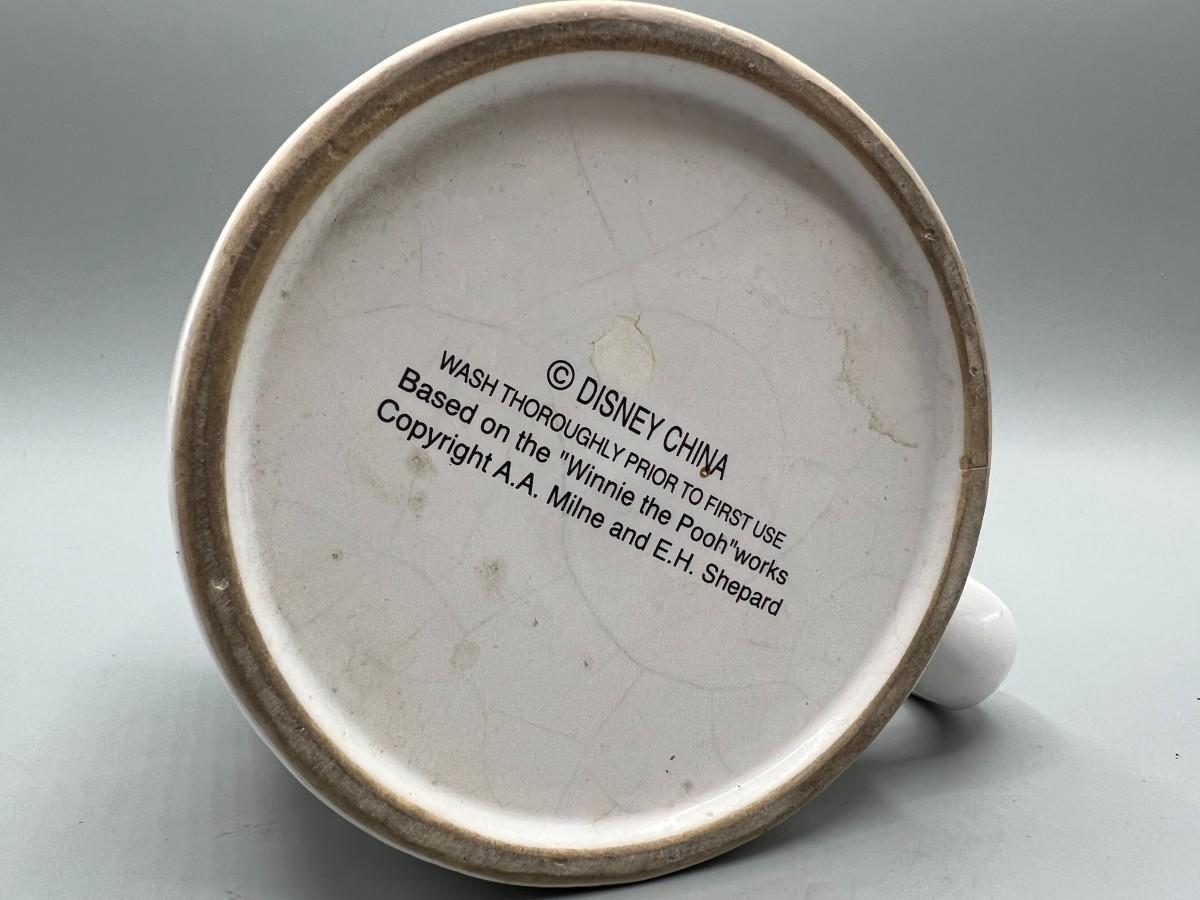 © DISNEY CHINA
WASH THOROUGHLY PRIOR TO FIRST USE
Based on the "Winnie the Pooh"works
Copyright A.A. Milne and E.H. Shepard